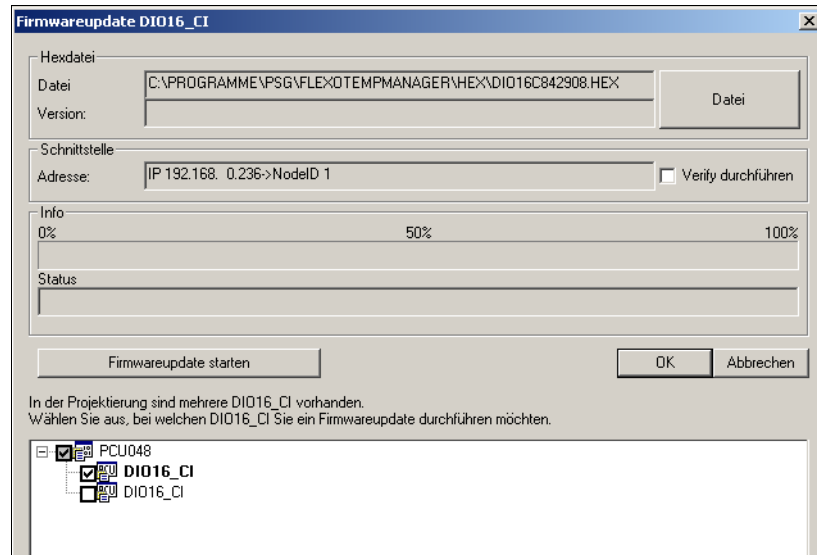 Firmwareupdate DIO16_CI
Hexdatei
Datei
C:\PROGRAMME\PSG\FLEXOTEMPMANAGER\HEX\DIO16C842908.HEX
Datei
Version:
Schnittstelle
Adresse:
IP 192.168.  0.236->NodeID 1
Verify durchführen
Info
0% 50% 100%
Status
Firmwareupdate starten
OK
Abbrechen
In der Projektierung sind mehrere DIO16_CI vorhanden.
Wählen Sie aus, bei welchen DIO16_CI Sie ein Firmwareupdate durchführen möchten.
PCU048
DIO16_CI
DIO16_CI